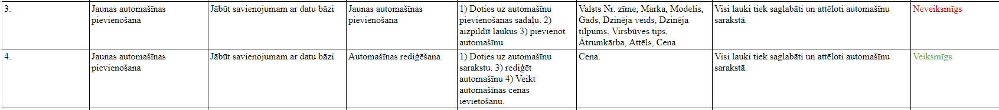 3.
Jaunas automašīnas
pievienošana
Jābūt savienojumam ar datu bāzi
Jaunas automašīnas
pievienošana
1) Doties uz automašīnu
pievienošanas sadaļu. 2)
aizpildīt laukus 3) pievienot
automašīnu
Valsts Nr. zīme, Marka, Modelis,
Gads, Dzinēja veids, Dzinēja
tilpums, Virsbūves tips,
Ātrumkārba, Attēls, Cena.
Visi lauki tiek saglabāti un attēloti automašīnu
sarakstā.
Neveiksmīgs
4.
Jaunas automašīnas
pievienošana
Jābūt savienojumam ar datu bāzi
Automašīnas rediģēšana
1) Doties uz automašīnu
sarakstu. 3) rediģēt
automašīnu 4) Veikt
automašīnas cenas
ievietošanu.
Cena.
Visi lauki tiek saglabāti un attēloti automašīnu
sarakstā.
Veiksmīgs